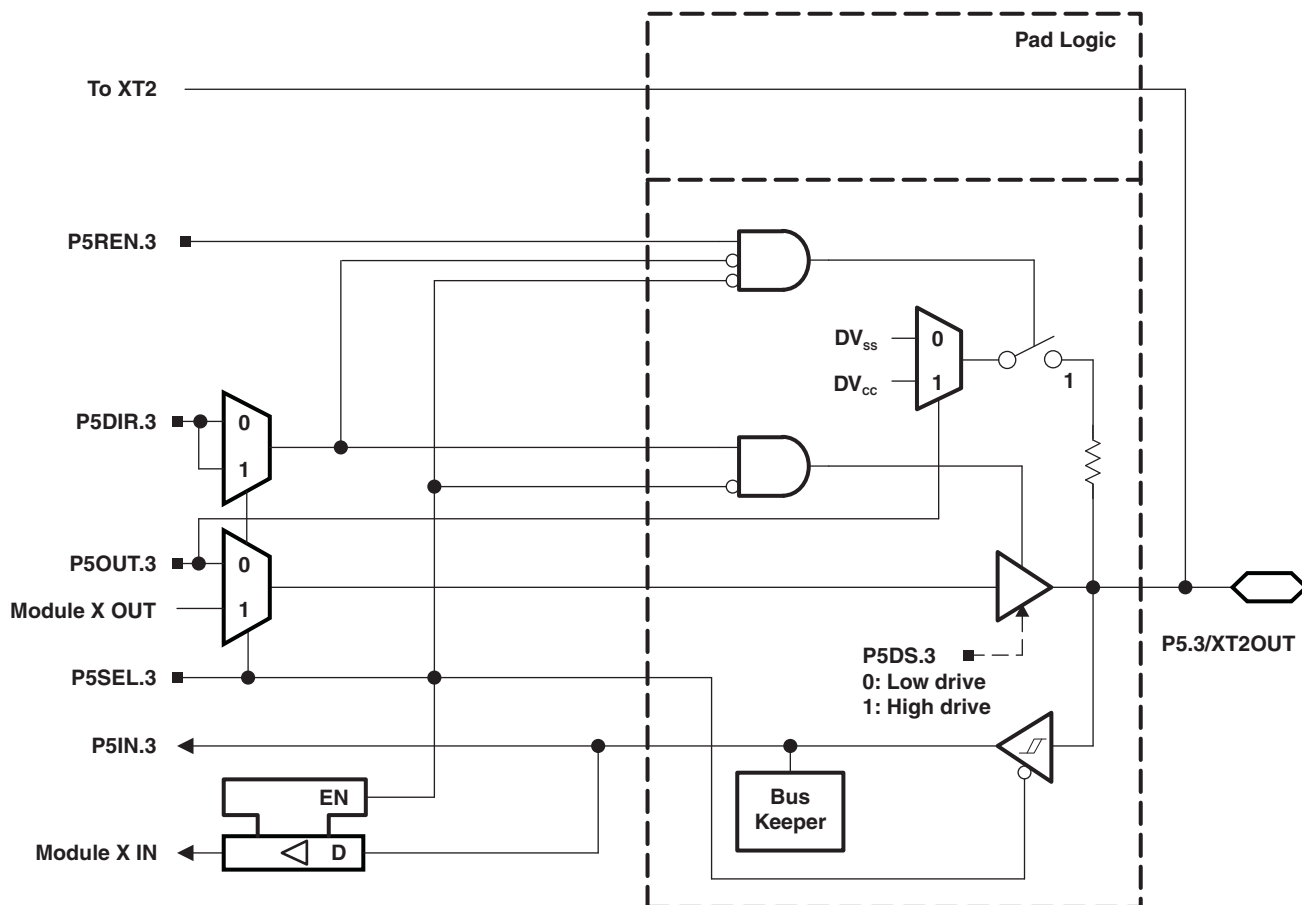 Pad Logic
To XT2
P5REN.3
DVss
0
DVcc
1
1
P5DIR.3
0
1
P5OUT.3
0
Module X OUT
1
P5SEL.3
P5DS.3
0: Low drive
1: High drive
P5.3/XT2OUT
P5IN.3
Bus
Keeper
EN
D
Module X IN